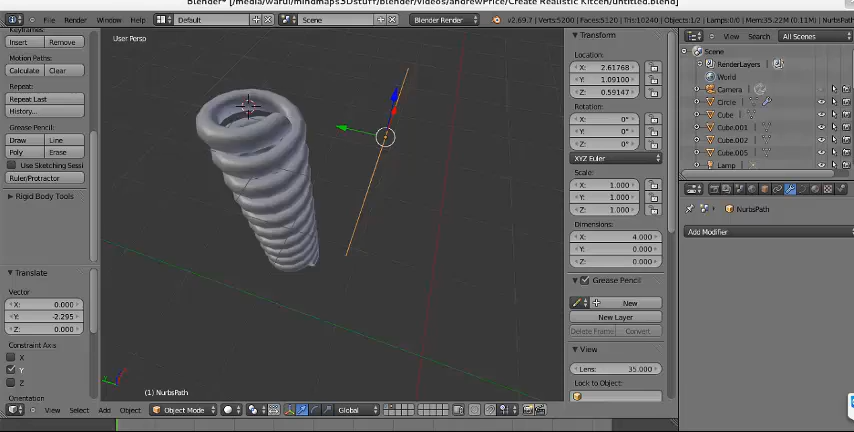 Blender* [/media/warui/mindmaps3Dstuff/blender/videos/andrewPrice/Create Realistic Kitcen/untitled.blend]
File Render Window Help Default Scene Blender Render v2.69.7 | Verts:5200 | Faces:5120 | Tris:10240 | Objects:1/2 | Lamps:0/0 | Mem:35.22M (0.11M) | NurbsPath
Keyframes:
Insert Remove
Motion Paths:
Calculate Clear
Repeat:
Repeat Last
History...
Grease Pencil:
Draw Line
Poly Erase
Use Sketching Sessi
Ruler/Protractor
Rigid Body Tools
Translate
Vector
X: 0.000
Y: -2.295
Z: 0.000
Constraint Axis
X
Y
Z
Orientation
User Persp
(1) NurbsPath
View Select Add Object Object Mode Global
Transform
Location:
X: 2.61768
Y: 1.09100
Z: 0.59147
Rotation:
X: 0°
Y: 0°
Z: 0°
XYZ Euler
Scale:
X: 1.000
Y: 1.000
Z: 1.000
Dimensions:
X: 4.000
Y: 0.000
Z: 0.000
Grease Pencil
New
New Layer
Delete Frame Convert
View
Lens: 35.000
Lock to Object:
View Search All Scenes
Scene
RenderLayers
World
Camera
Circle
Cube
Cube.001
Cube.002
Cube.005
Lamp
NurbsPath
Add Modifier